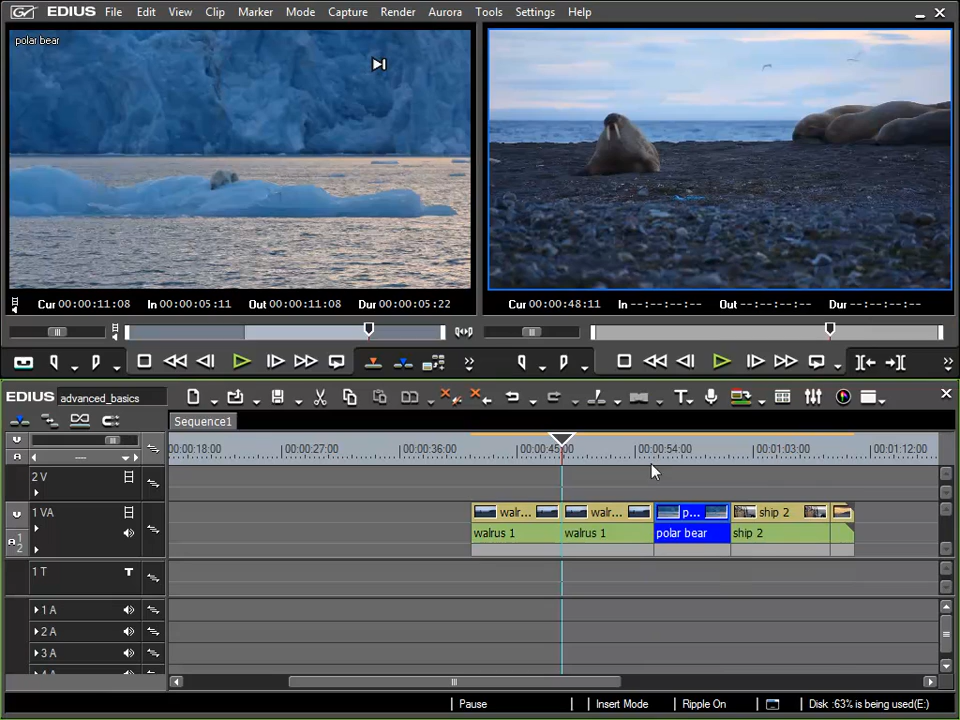 EDIUS File Edit View Clip Marker Mode Capture Render Aurora Tools Settings Help
polar bear
Cur 00:00:11:08 In 00:00:05:11 Out 00:00:11:08 Dur 00:00:05:22
Cur 00:00:48:11 In --:--:--:-- Out --:--:--:-- Dur --:--:--:--
EDIUS advanced_basics
Sequence1
00:00:18:00 00:00:27:00 00:00:36:00 00:00:45:00 00:00:54:00 00:01:03:00 00:01:12:00
2 V
1 VA walr... walr... p... ship 2
walrus 1 walrus 1 polar bear ship 2
A 1 2
1 T T
1 A
2 A
3 A
Pause Insert Mode Ripple On Disk :63% is being used(E:)